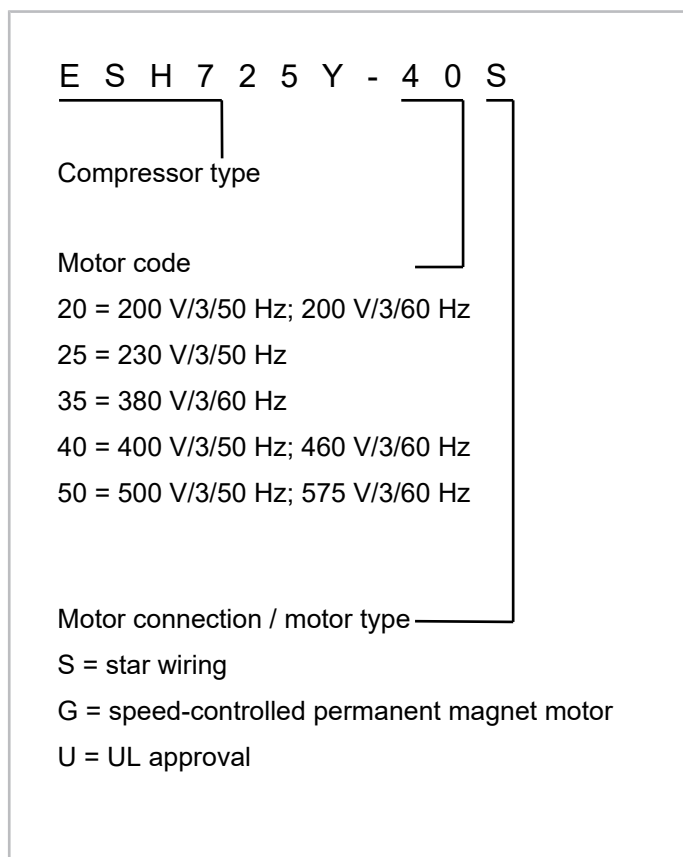 E S H 7 2 5 Y - 4 0 S
Compressor type
Motor code
20 = 200 V/3/50 Hz; 200 V/3/60 Hz
25 = 230 V/3/50 Hz
35 = 380 V/3/60 Hz
40 = 400 V/3/50 Hz; 460 V/3/60 Hz
50 = 500 V/3/50 Hz; 575 V/3/60 Hz
Motor connection / motor type
S = star wiring
G = speed-controlled permanent magnet motor
U = UL approval